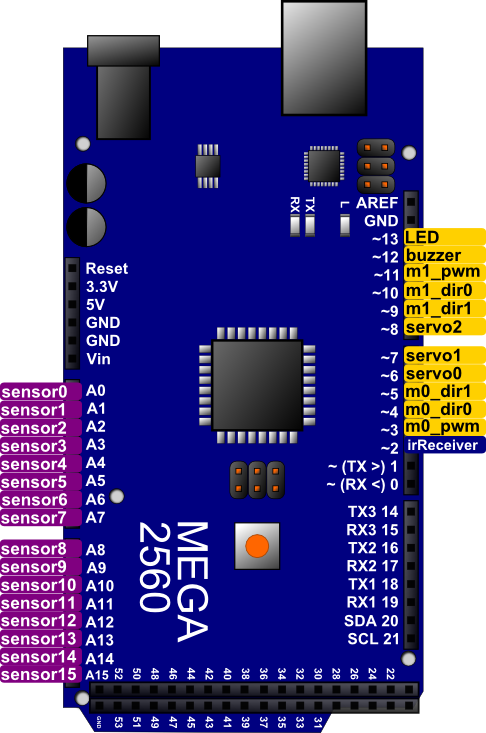 RX
TX
L
AREF
GND
~13 LED
~12 buzzer
~11 m1_pwm
~10 m1_dir0
~9 m1_dir1
~8 servo2
Reset
3.3V
5V
GND
GND
Vin
~7 servo1
~6 servo0
~5 m0_dir1
~4 m0_dir0
~3 m0_pwm
~2 irReceiver
~ (TX >) 1
~ (RX <) 0
sensor0 A0
sensor1 A1
sensor2 A2
sensor3 A3
sensor4 A4
sensor5 A5
sensor6 A6
sensor7 A7
TX3 14
RX3 15
TX2 16
RX2 17
TX1 18
RX1 19
SDA 20
SCL 21
MEGA
2560
sensor8 A8
sensor9 A9
sensor10 A10
sensor11 A11
sensor12 A12
sensor13 A13
sensor14 A14
sensor15 A15
52 50 48 46 44 42 40 38 36 34 32 30 28 26 24 22
GND 53 51 49 47 45 43 41 39 37 35 33 31